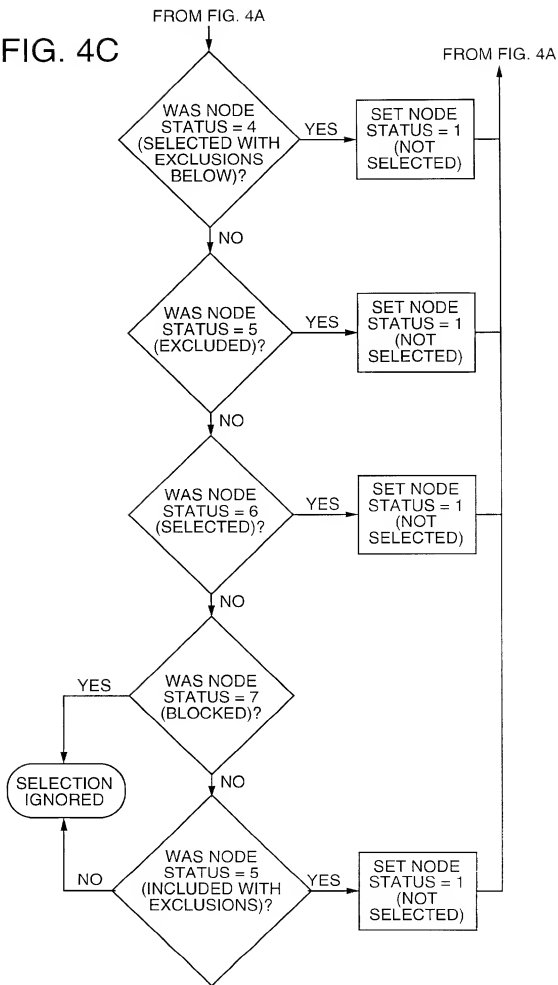 FROM FIG. 4A
FIG. 4C
FROM FIG. 4A
WAS NODE
STATUS = 4
(SELECTED WITH
EXCLUSIONS
BELOW)?
YES
SET NODE
STATUS = 1
(NOT
SELECTED)
NO
WAS NODE
STATUS = 5
(EXCLUDED)?
YES
SET NODE
STATUS = 1
(NOT
SELECTED)
NO
WAS NODE
STATUS = 6
(SELECTED)?
YES
SET NODE
STATUS = 1
(NOT
SELECTED)
NO
WAS NODE
STATUS = 7
(BLOCKED)?
YES
SELECTION
IGNORED
NO
WAS NODE
STATUS = 5
(INCLUDED WITH
EXCLUSIONS)?
NO
YES
SET NODE
STATUS = 1
(NOT
SELECTED)